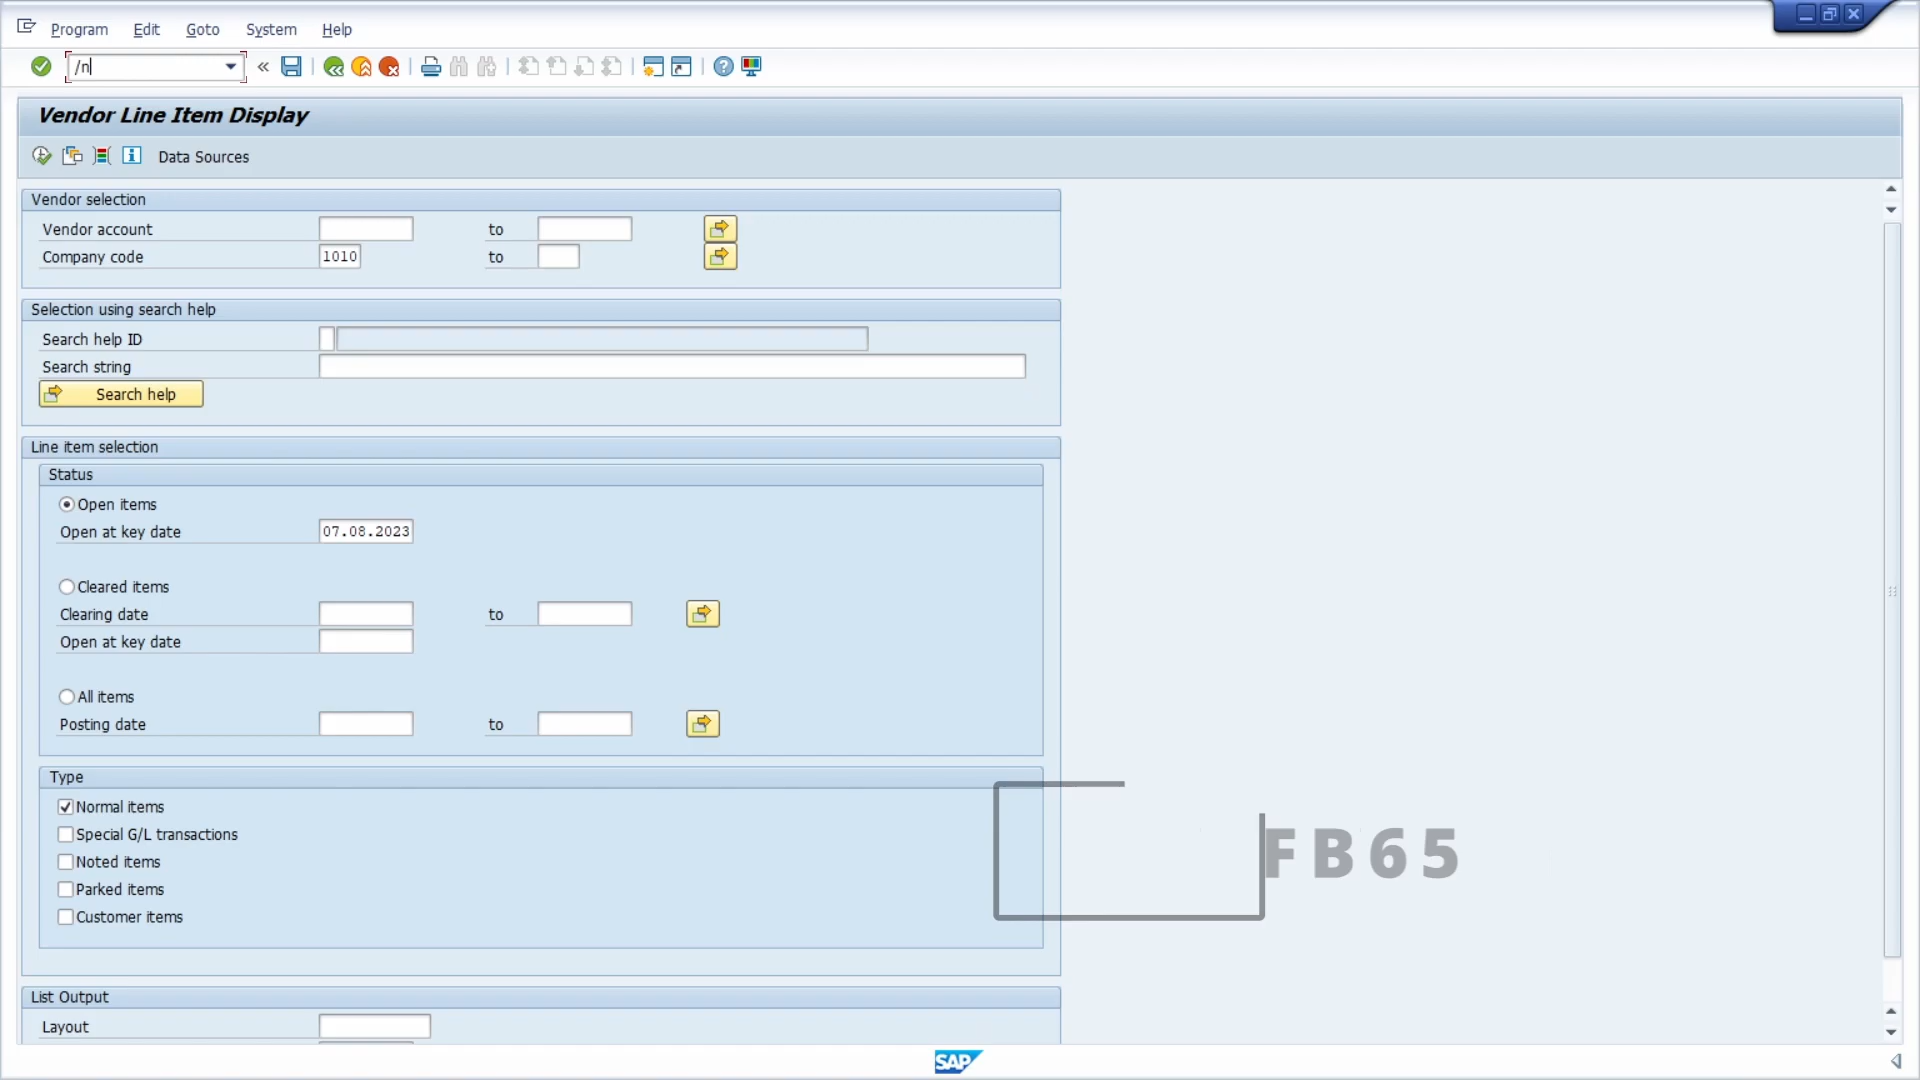 Program Edit Goto System Help
/n
Vendor Line Item Display
Data Sources
Vendor selection
Vendor account to
Company code 1010 to
Selection using search help
Search help ID
Search string
Search help
Line item selection
Status
Open items
Open at key date 07.08.2023
Cleared items
Clearing date to
Open at key date
All items
Posting date to
Type
Normal items
Special G/L transactions
Noted items
Parked items
Customer items
FB65
List Output
Layout
SAP